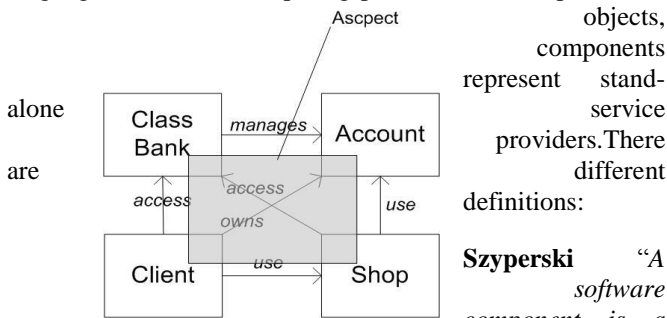 Ascpect
objects,
components
represent stand-
alone service
providers.There
are different
definitions:
Class
Bank
manages
Account
access
access
owns
use
Client
use
Shop
Szyperski "A
software
component is a